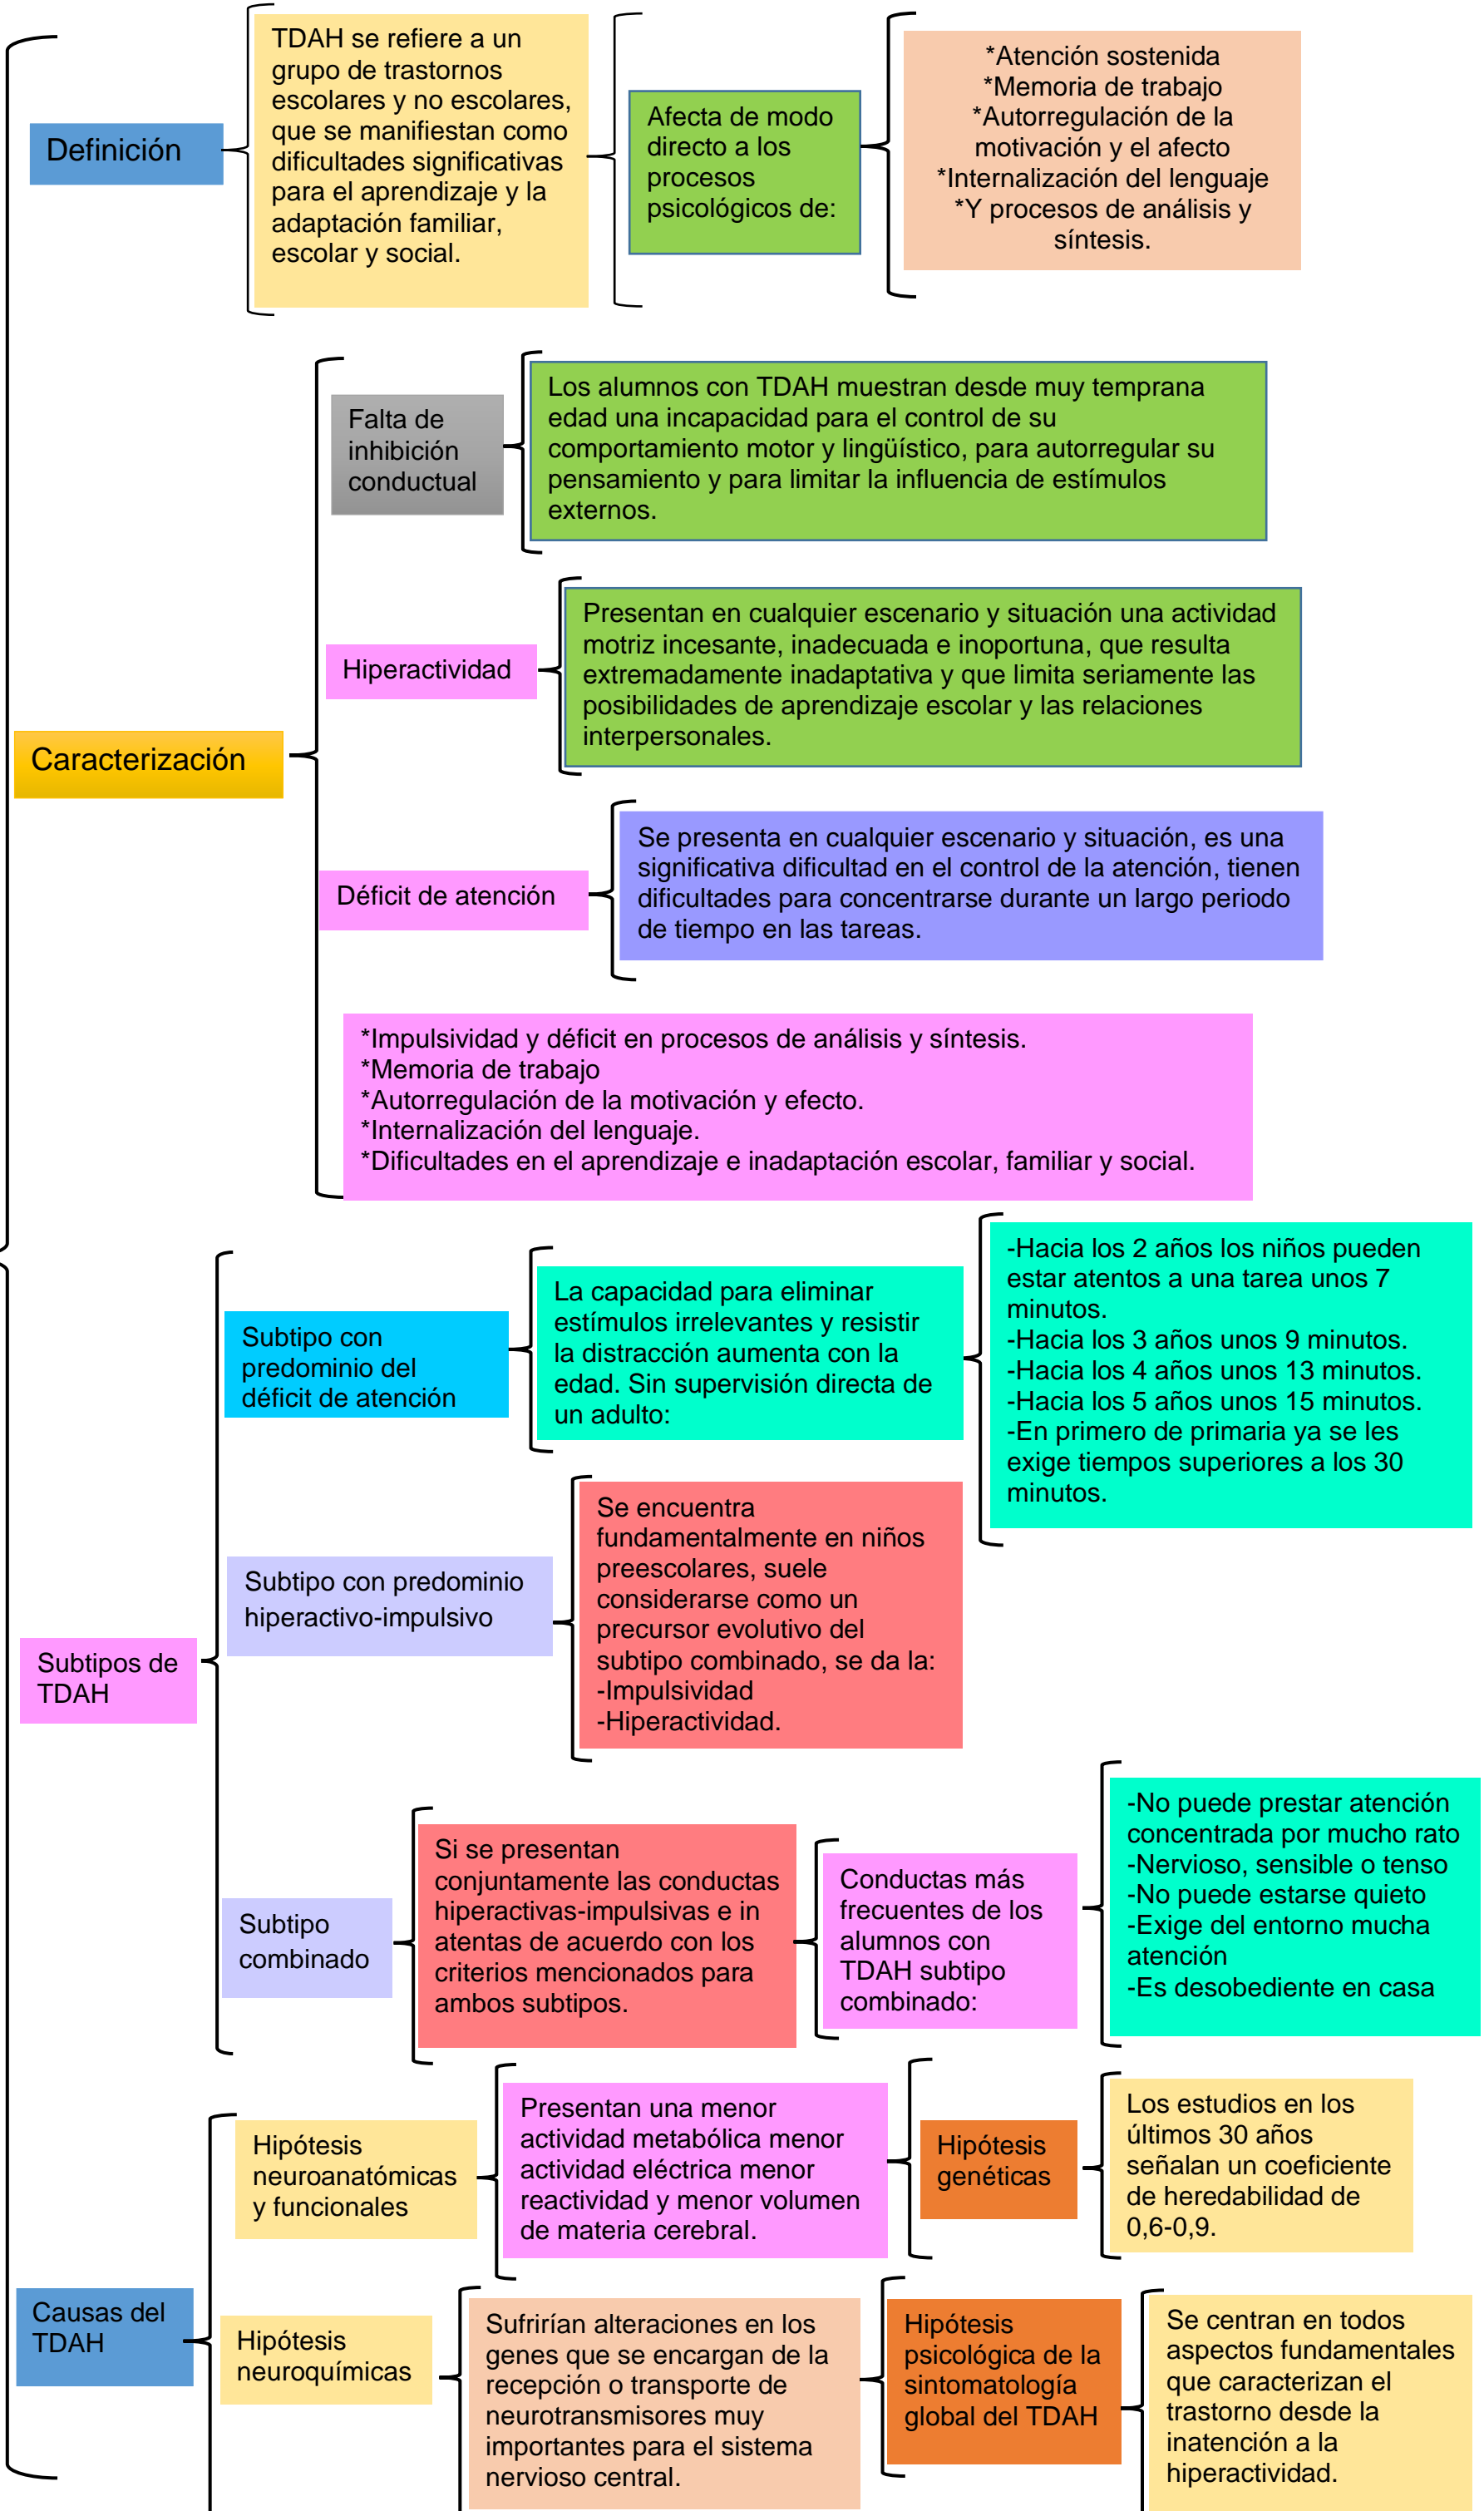 Definición
TDAH se refiere a un
grupo de trastornos
escolares y no escolares,
que se manifiestan como
dificultades significativas
para el aprendizaje y la
adaptación familiar,
escolar y social.
Afecta de modo
directo a los
procesos
psicológicos de:
*Atención sostenida
*Memoria de trabajo
*Autorregulación de la
motivación y el afecto
*Internalización del lenguaje
*Y procesos de análisis y
síntesis.
Caracterización
Falta de
inhibición
conductual
Los alumnos con TDAH muestran desde muy temprana
edad una incapacidad para el control de su
comportamiento motor y lingüístico, para autorregular su
pensamiento y para limitar la influencia de estímulos
externos.
Hiperactividad
Presentan en cualquier escenario y situación una actividad
motriz incesante, inadecuada e inoportuna, que resulta
extremadamente inadaptativa y que limita seriamente las
posibilidades de aprendizaje escolar y las relaciones
interpersonales.
Déficit de atención
Se presenta en cualquier escenario y situación, es una
significativa dificultad en el control de la atención, tienen
dificultades para concentrarse durante un largo periodo
de tiempo en las tareas.
*Impulsividad y déficit en procesos de análisis y síntesis.
*Memoria de trabajo
*Autorregulación de la motivación y efecto.
*Internalización del lenguaje.
*Dificultades en el aprendizaje e inadaptación escolar, familiar y social.
Subtipos de
TDAH
Subtipo con
predominio del
déficit de atención
La capacidad para eliminar
estímulos irrelevantes y resistir
la distracción aumenta con la
edad. Sin supervisión directa de
un adulto:
-Hacia los 2 años los niños pueden
estar atentos a una tarea unos 7
minutos.
-Hacia los 3 años unos 9 minutos.
-Hacia los 4 años unos 13 minutos.
-Hacia los 5 años unos 15 minutos.
-En primero de primaria ya se les
exige tiempos superiores a los 30
minutos.
Subtipo con predominio
hiperactivo-impulsivo
Se encuentra
fundamentalmente en niños
preescolares, suele
considerarse como un
precursor evolutivo del
subtipo combinado, se da la:
-Impulsividad
-Hiperactividad.
Subtipo
combinado
Si se presentan
conjuntamente las conductas
hiperactivas-impulsivas e in
atentas de acuerdo con los
criterios mencionados para
ambos subtipos.
Conductas más
frecuentes de los
alumnos con
TDAH subtipo
combinado:
-No puede prestar atención
concentrada por mucho rato
-Nervioso, sensible o tenso
-No puede estarse quieto
-Exige del entorno mucha
atención
-Es desobediente en casa
Causas del
TDAH
Hipótesis
neuroanatómicas
y funcionales
Presentan una menor
actividad metabólica menor
actividad eléctrica menor
reactividad y menor volumen
de materia cerebral.
Hipótesis
genéticas
Los estudios en los
últimos 30 años
señalan un coeficiente
de heredabilidad de
0,6-0,9.
Hipótesis
neuroquímicas
Sufrirían alteraciones en los
genes que se encargan de la
recepción o transporte de
neurotransmisores muy
importantes para el sistema
nervioso central.
Hipótesis
psicológica de la
sintomatología
global del TDAH
Se centran en todos
aspectos fundamentales
que caracterizan el
trastorno desde la
inatención a la
hiperactividad.